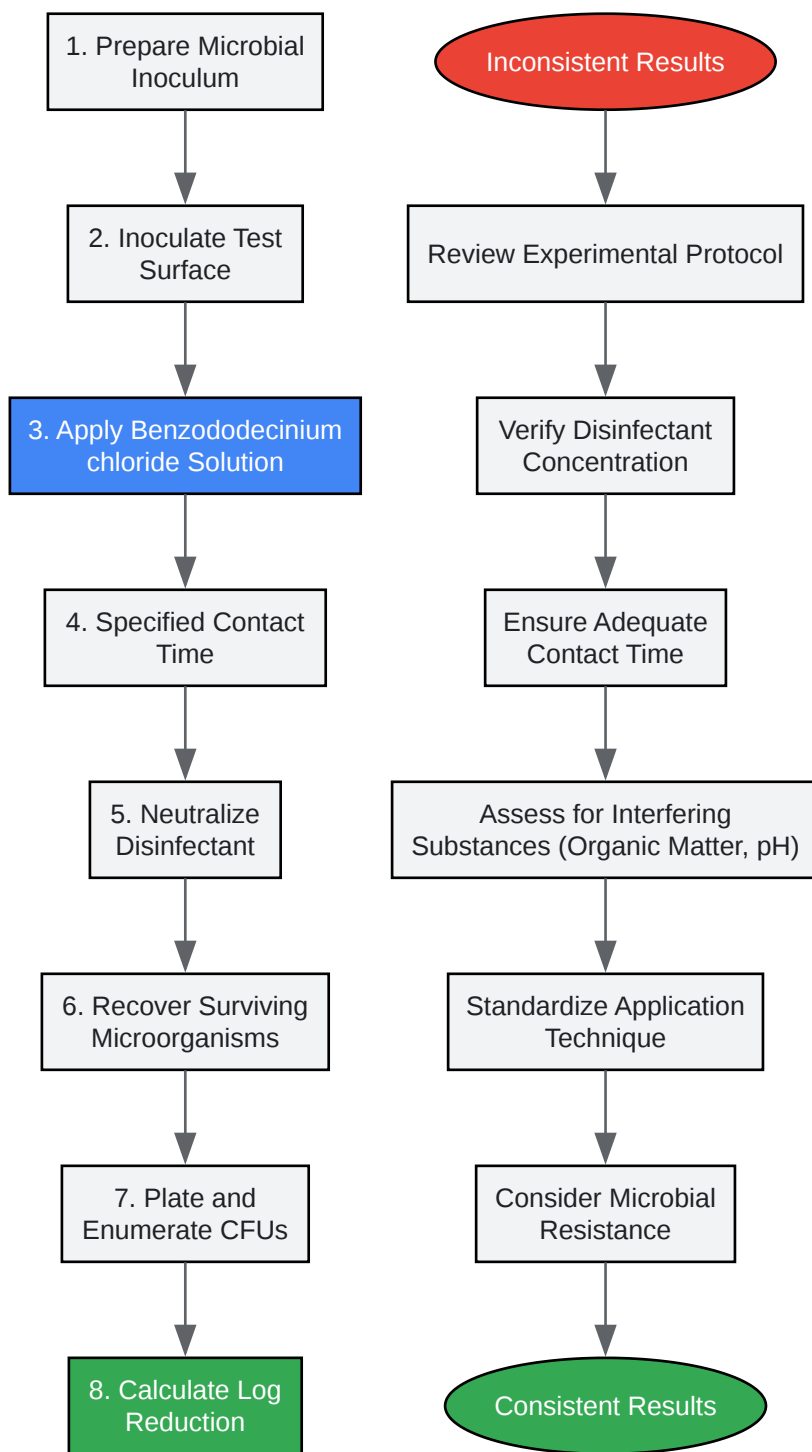 1. Prepare Microbial
Inoculum
2. Inoculate Test
Surface
3. Apply Benzododecinium
chloride Solution
4. Specified Contact
Time
5. Neutralize
Disinfectant
6. Recover Surviving
Microorganisms
7. Plate and
Enumerate CFUs
8. Calculate Log
Reduction
Inconsistent Results
Review Experimental Protocol
Verify Disinfectant
Concentration
Ensure Adequate
Contact Time
Assess for Interfering
Substances (Organic Matter, pH)
Standardize Application
Technique
Consider Microbial
Resistance
Consistent Results